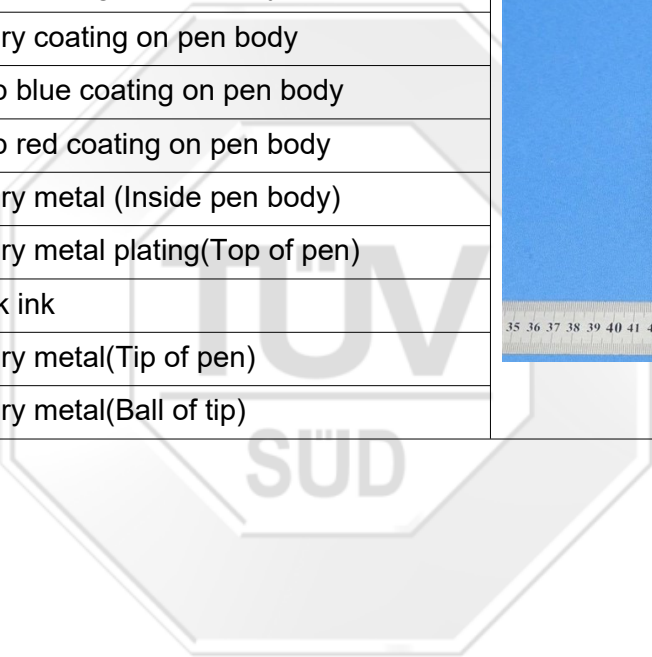 ry coating on pen body
blue coating on pen body
red coating on pen body
ry metal (Inside pen body)
ry metal plating(Top of pen)
k ink
ry metal(Tip of pen)
ry metal(Ball of tip)
35 36 37 38 39 40 41
TÜV
SÜD